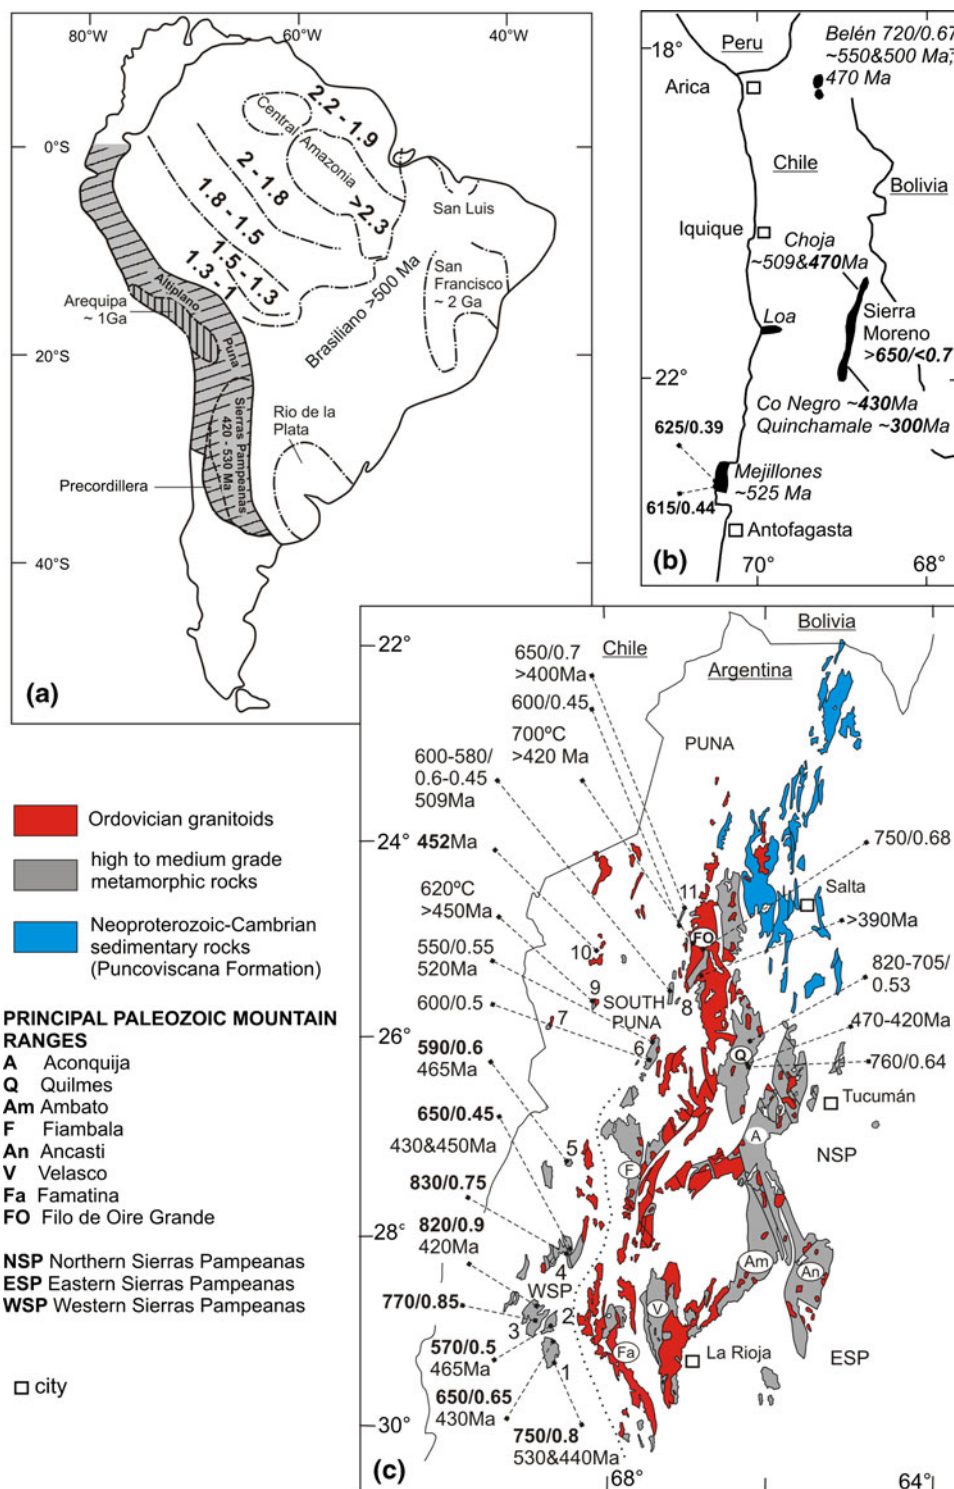 80°W
60°W
40°W
0°S
20°S
40°S
2.2 - 1.9
Central Amazonia
>2.3
2 - 1.8
1.8 - 1.5
1.5 - 1.3
1.3 - 1
San Luis
San
Francisco
~ 2 Ga
Brasiliano >500 Ma
Arequipa
~ 1Ga
Altiplano
Puna
Sierras Pampeanas
420 - 530 Ma
Rio de la
Plata
Precordillera
(a)
18°
22°
Peru
Belén 720/0.67
~550&500 Ma,
470 Ma
Arica
Chile
Bolivia
Iquique
Choja
~509&470Ma
Loa
Sierra
Moreno
>650/<0.7
Co Negro ~430Ma
Quinchamale ~300Ma
625/0.39
Mejillones
~525 Ma
615/0.44
Antofagasta
(b)
70°
68°
22°
24°
26°
28°
30°
Chile
Bolivia
Argentina
650/0.7
>400Ma
600/0.45
700ºC
>420 Ma
PUNA
600-580/
0.6-0.45
509Ma
452Ma
620ºC
>450Ma
550/0.55
520Ma
600/0.5
590/0.6
465Ma
650/0.45
430&450Ma
830/0.75
820/0.9
420Ma
770/0.85
570/0.5
465Ma
650/0.65
430Ma
750/0.8
530&440Ma
750/0.68
Salta
>390Ma
820-705/
0.53
470-420Ma
760/0.64
Tucumán
11
FO
10
9
SOUTH
PUNA
8
7
6
Q
A
NSP
5
F
4
WSP
Am
An
2
3
V
Fa
1
La Rioja
ESP
(c)
68°
64°
Ordovician granitoids
high to medium grade
metamorphic rocks
Neoproterozoic-Cambrian
sedimentary rocks
(Puncoviscana Formation)
PRINCIPAL PALEOZOIC MOUNTAIN
RANGES
A Aconquija
Q Quilmes
Am Ambato
F Fiambala
An Ancasti
V Velasco
Fa Famatina
FO Filo de Oire Grande
NSP Northern Sierras Pampeanas
ESP Eastern Sierras Pampeanas
WSP Western Sierras Pampeanas
city